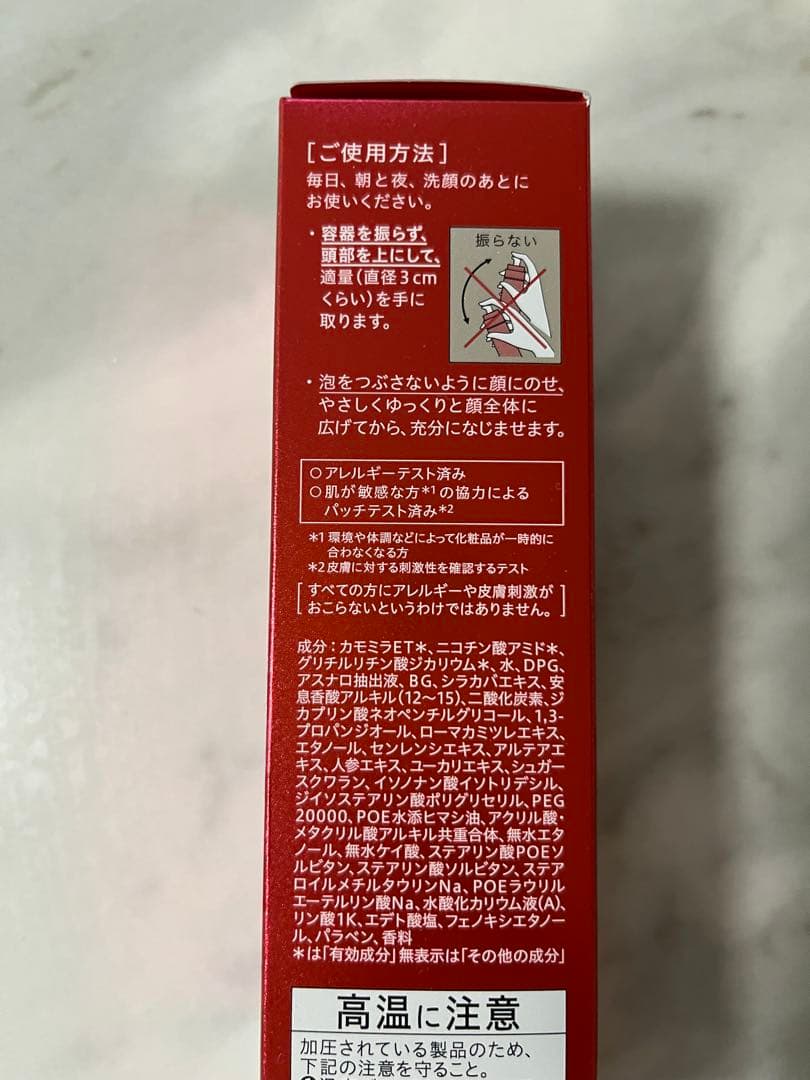 [ご使用方法]
毎日、朝と夜、洗顔のあとに
お使いください。
・容器を振らず、
頭部を上にして、
適量(直径3cm
くらい)を手に
取ります。
振らない
・泡をつぶさないように顔にのせ、
やさしくゆっくりと顔全体に
広げてから、充分になじませます。
○アレルギーテスト済み
○肌が敏感な方*1の協力による
パッチテスト済み*2
*1 環境や体調などによって化粧品が一時的に
合わなくなる方
*2 皮膚に対する刺激性を確認するテスト
[すべての方にアレルギーや皮膚刺激が
おこらないというわけではありません。]
成分：カモミラET*、ニコチン酸アミド*、
グリチルリチン酸ジカリウム*、水、DPG、
アスナロ抽出液、BG、シラカバエキス、安
息香酸アルキル(12〜15)、二酸化炭素、ジ
カプリン酸ネオペンチルグリコール、1,3-
プロパンジオール、ローマカミツレエキス、
エタノール、センレンシエキス、アルテアエ
キス、人参エキス、ユーカリエキス、シュガー
スクワラン、イソノナン酸イソトリデシル、
ジイソステアリン酸ポリグリセリル、PEG
20000、POE水添ヒマシ油、アクリル酸・
メタクリル酸アルキル共重合体、無水エタ
ノール、無水ケイ酸、ステアリン酸POEソ
ルビタン、ステアリン酸ソルビタン、ステア
ロイルメチルタウリンNa、POEラウリル
エーテルリン酸Na、水酸化カリウム液(A)、
リン酸1K、エデト酸塩、フェノキシエタノー
ル、パラベン、香料
*は「有効成分」無表示は「その他の成分」
高温に注意
加圧されている製品のため、
下記の注意を守ること。